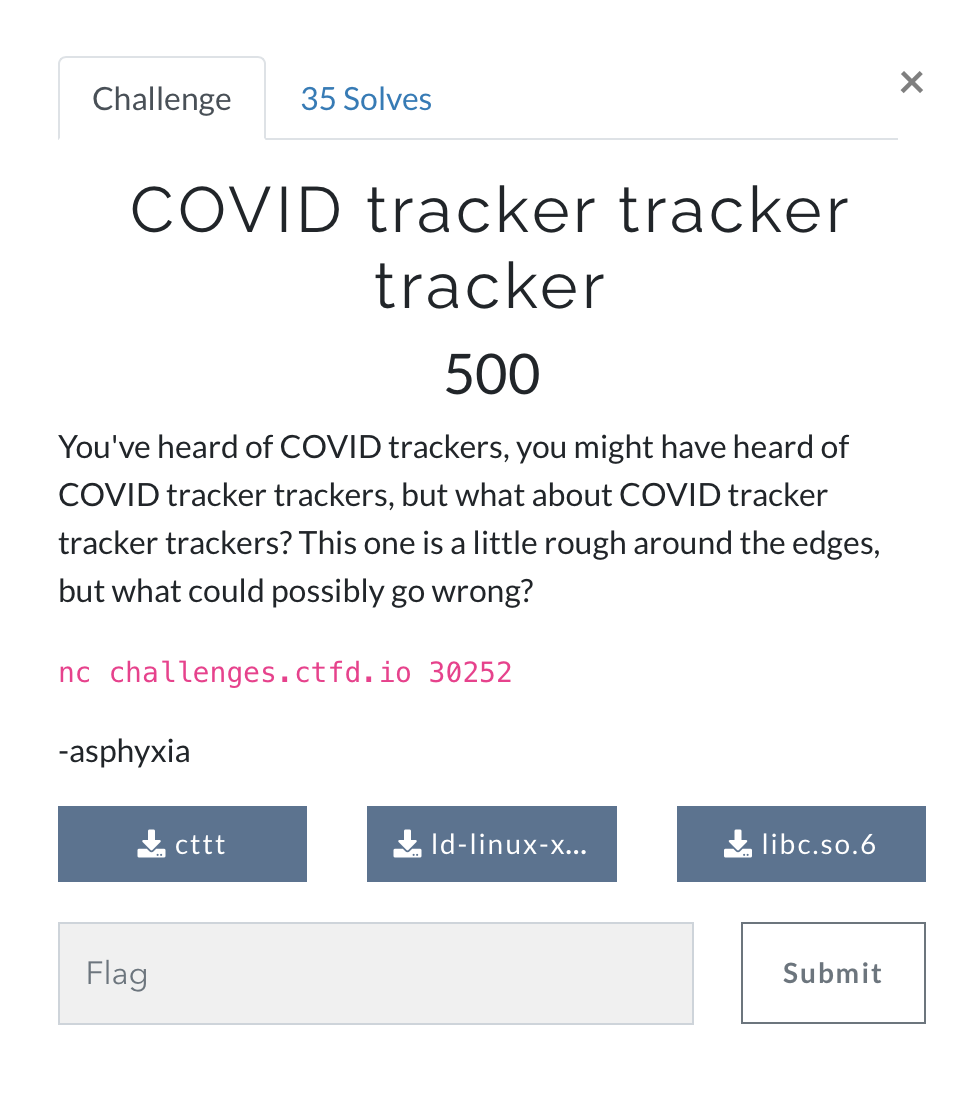 Challenge
35 Solves
×
COVID tracker tracker
tracker
500
You've heard of COVID trackers, you might have heard of
COVID tracker trackers, but what about COVID tracker
tracker trackers? This one is a little rough around the edges,
but what could possibly go wrong?
nc challenges.ctfd.io 30252
-asphyxia
cttt
ld-linux-x...
libc.so.6
Flag
Submit